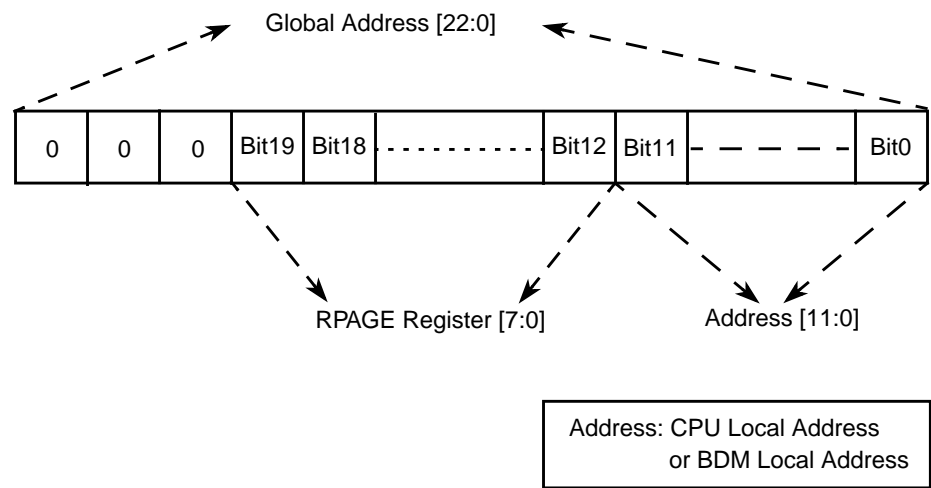 Global Address [22:0]
0 0 0 Bit19 Bit18 Bit12 Bit11 Bit0
RPAGE Register [7:0] Address [11:0]
Address: CPU Local Address
or BDM Local Address